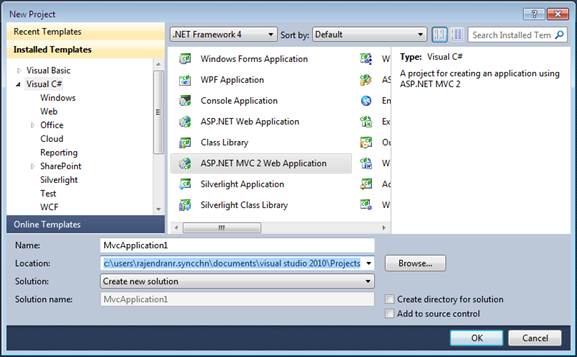 New Project
Recent Templates
.NET Framework 4
Sort by:
Default
Search Installed Tem
Installed Templates
Visual Basic
Visual C#
Windows
Web
Office
Cloud
Reporting
SharePoint
Silverlight
Test
WCF
Online Templates
Windows Forms Application
W
WPF Application
AS
Console Application
En
ASP.NET Web Application
Ex
Class Library
Ou
ASP.NET MVC 2 Web Application
W
Silverlight Application
Ac
Silverlight Class Library
W
Type: Visual C#
A project for creating an application using
ASP.NET MVC 2
Name:
MvcApplication1
Location:
c:\users\rajendranr.syncchn\documents\visual studio 2010\Projects
Browse...
Solution:
Create new solution
Solution name:
MvcApplication1
Create directory for solution
Add to source control
OK
Cancel